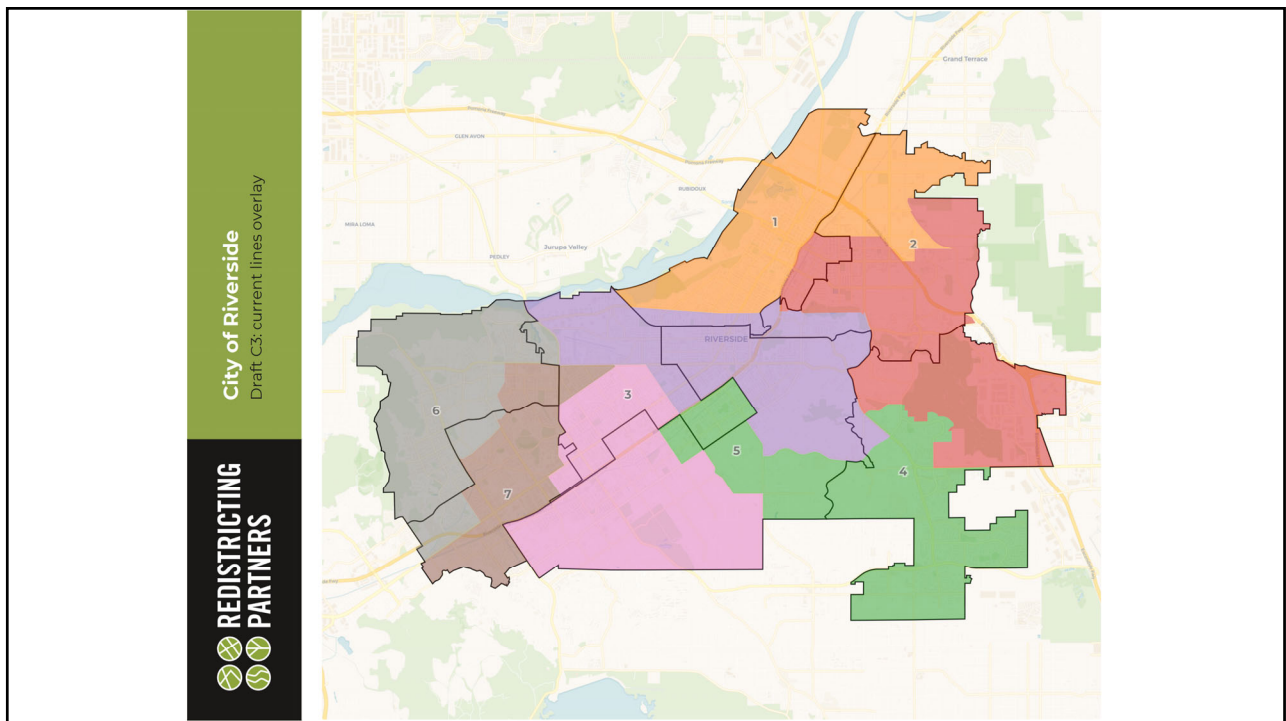 City of Riverside
Draft C3: current lines overlay
REDISTRICTING
PARTNERS
Grand Terrace
GLEN AVON
RUBIDOUX
MIRA LOMA
Jurupa Valley
PEDLEY
RIVERSIDE
1
2
3
6
5
4
7